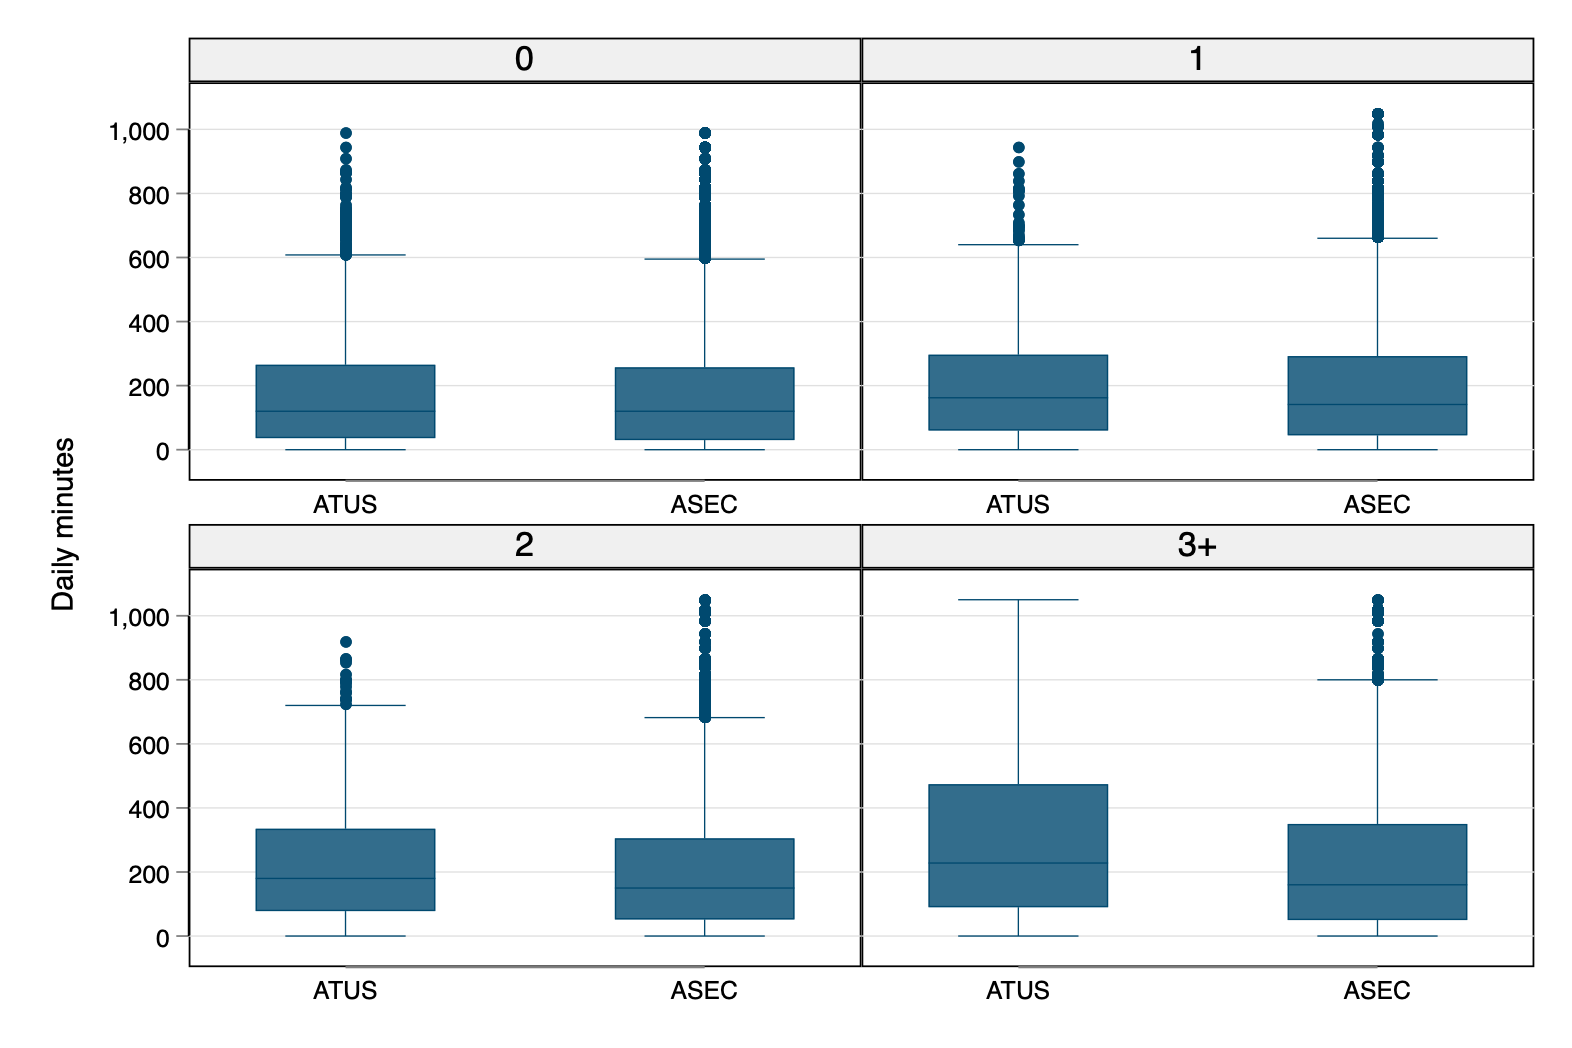 0
1
1,000
800
600
400
200
0
ATUS
ASEC
ATUS
ASEC
Daily minutes
2
3+
1,000
800
600
400
200
0
ATUS
ASEC
ATUS
ASEC